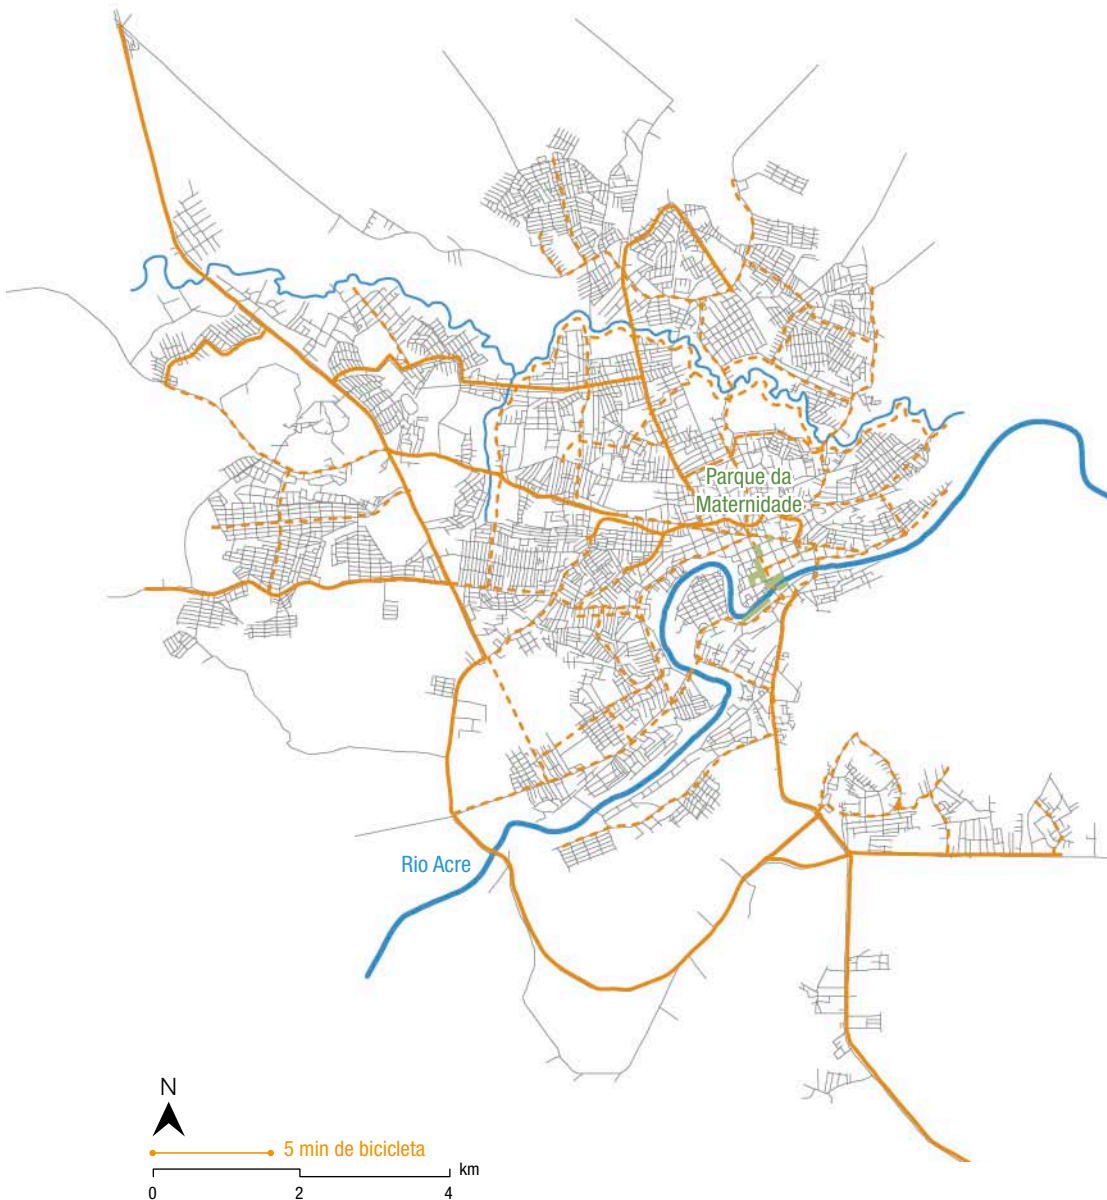 Parque da
Maternidade
Rio Acre
N
5 min de bicicleta
km
0 2 4